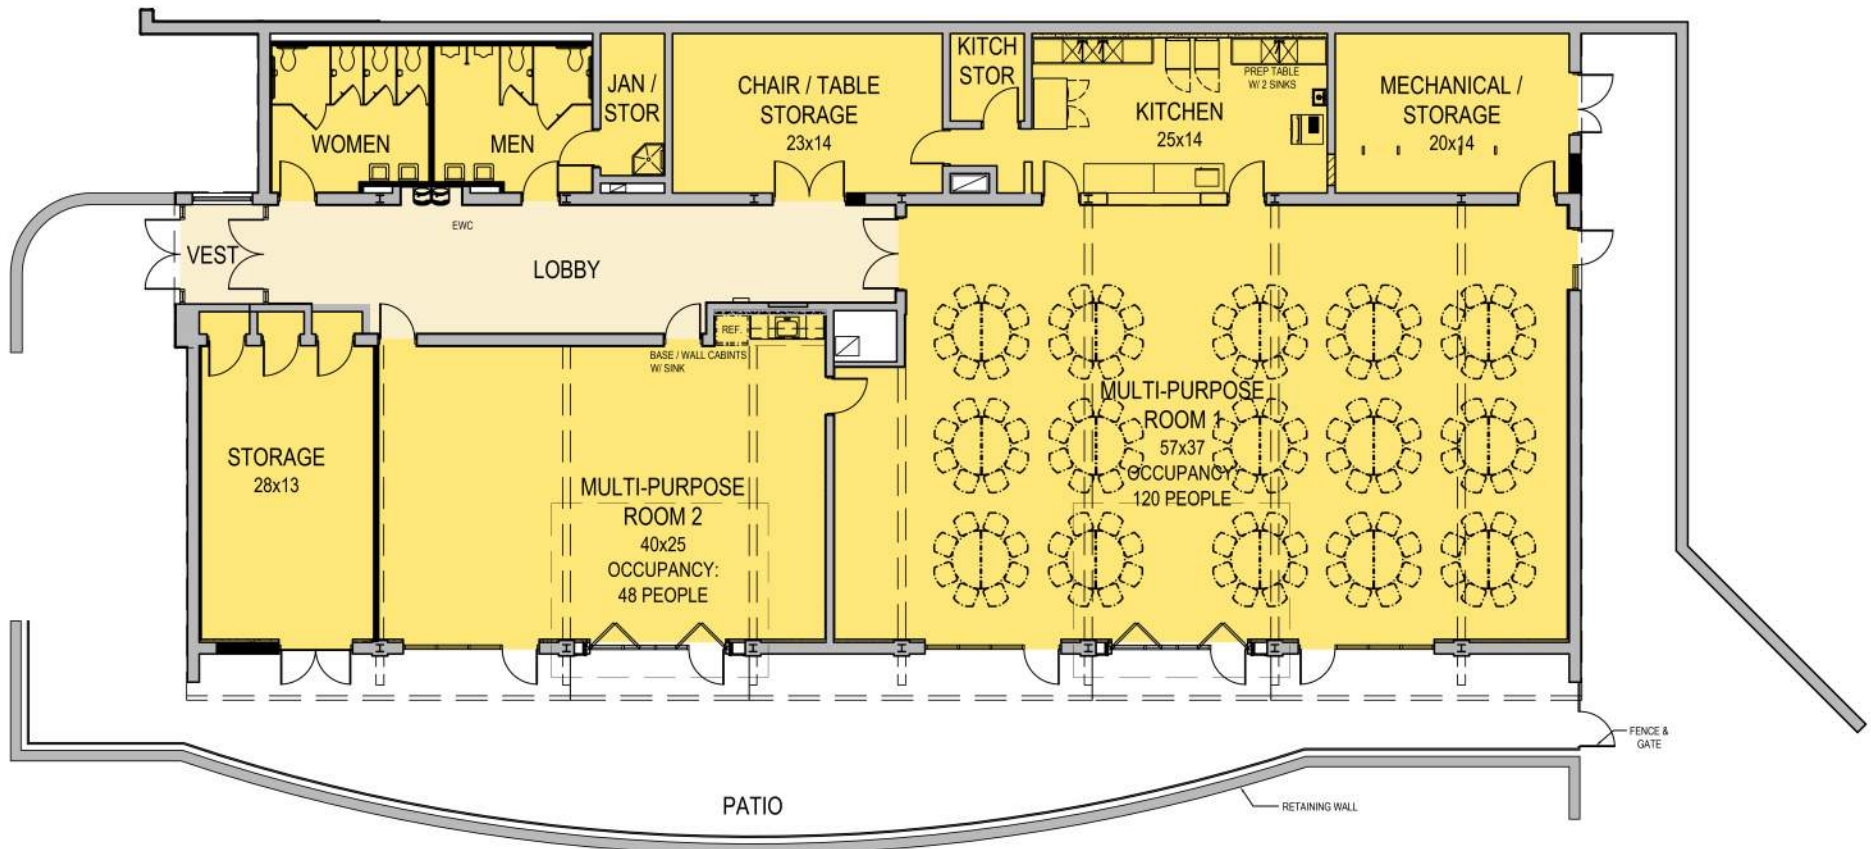 WOMEN
MEN
JAN /
STOR
CHAIR / TABLE
STORAGE
23x14
KITCH
STOR
KITCHEN
25x14
PREP TABLE
W/ 2 SINKS
MECHANICAL /
STORAGE
20x14
VEST
EWC
LOBBY
REF.
BASE / WALL CABINTS
W/ SINK
STORAGE
28x13
MULTI-PURPOSE
ROOM 2
40x25
OCCUPANCY:
48 PEOPLE
MULTI-PURPOSE
ROOM 1
57x37
OCCUPANCY:
120 PEOPLE
FENCE &
GATE
PATIO
RETAINING WALL